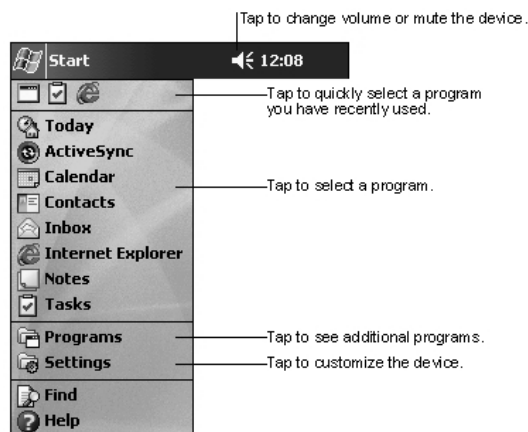 Tap to change volume or mute the device.
Start 12:08
Tap to quickly select a program
you have recently used.
Today
ActiveSync
Calendar
Tap to select a program.
Contacts
Inbox
Internet Explorer
Notes
Tasks
Programs
Tap to see additional programs.
Settings
Tap to customize the device.
Find
Help